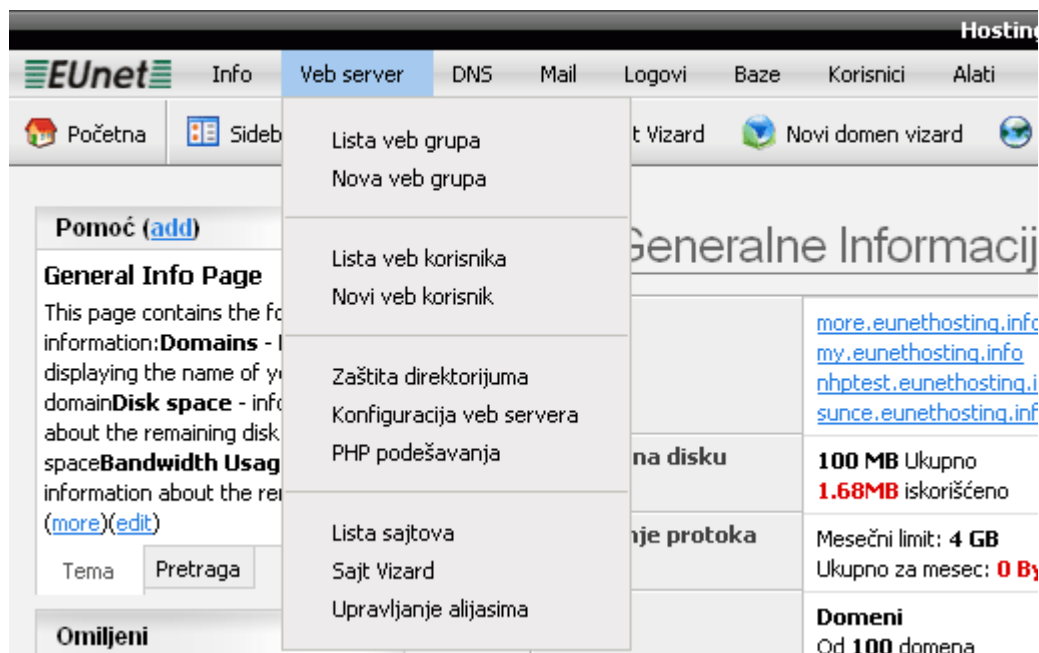 Hosting
EUnet
Info
Veb server
DNS
Mail
Logovi
Baze
Korisnici
Alati
Početna
Sideb
t Vizard
Novi domen vizard
Lista veb grupa
Nova veb grupa
Lista veb korisnika
Novi veb korisnik
Zaštita direktorijuma
Konfiguracija veb servera
PHP podešavanja
Lista sajtova
Sajt Vizard
Upravljanje alijasima
Pomoć (add)
General Info Page
This page contains the fo
information:Domains -
displaying the name of y
domainDisk space - info
about the remaining disk
spaceBandwidth Usag
information about the re
(more)(edit)
Tema
Pretraga
Omiljeni
Generalne Informacij
more.eunethosting.info
my.eunethosting.info
nhptest.eunethosting.i
sunce.eunethosting.inf
na disku
100 MB Ukupno
1.68MB iskorišćeno
nje protoka
Mesečni limit: 4 GB
Ukupno za mesec: 0 By
Domeni
Od 100 domena